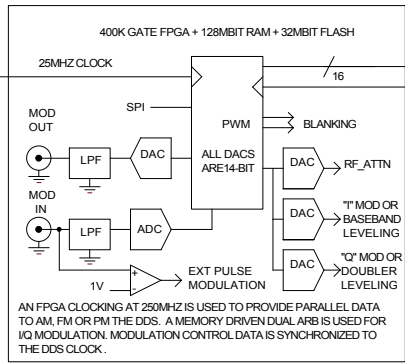 400K GATE FPGA + 128MBIT RAM + 32MBIT FLASH
25MHZ CLOCK
16
SPI
MOD
OUT
PWM
BLANKING
LPF
DAC
ALL DACS
ARE14-BIT
DAC
RF_ATTN
MOD
IN
LPF
ADC
DAC
"I" MOD OR
BASEBAND
LEVELING
+
-
1V
EXT PULSE
MODULATION
DAC
"Q" MOD OR
DOUBLER
LEVELING
AN FPGA CLOCKING AT 250MHZ IS USED TO PROVIDE PARALLEL DATA
TO AM, FM OR PM THE DDS. A MEMORY DRIVEN DUAL ARB IS USED FOR
I/Q MODULATION. MODULATION CONTROL DATA IS SYNCHRONIZED TO
THE DDS CLOCK .